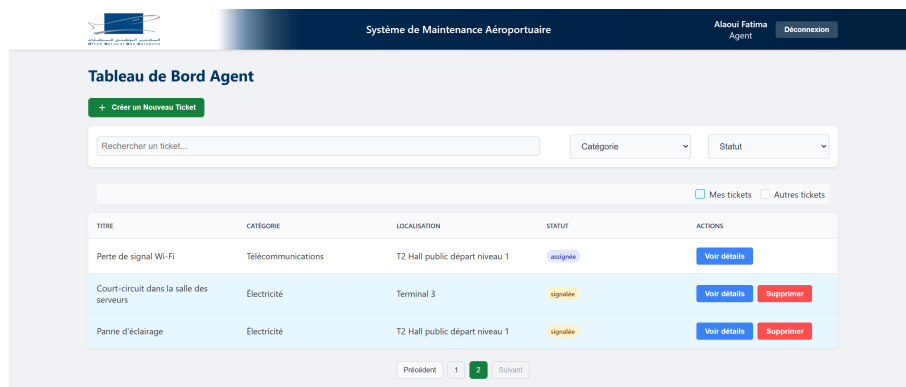 Office National Des Aéroports
Système de Maintenance Aéroportuaire
Alaoui Fatima
Agent
Déconnexion
Tableau de Bord Agent
+ Créer un Nouveau Ticket
Rechercher un ticket...
Catégorie
Statut
Mes tickets
Autres tickets
TITRE CATÉGORIE LOCALISATION STATUT ACTIONS
Perte de signal Wi-Fi Télécommunications T2 Hall public départ niveau 1 assignée Voir détails
Court-circuit dans la salle des
serveurs Électricité Terminal 3 signalée Voir détails Supprimer
Panne d'éclairage Électricité T2 Hall public départ niveau 1 signalée Voir détails Supprimer
Précédent 1 2 Suivant